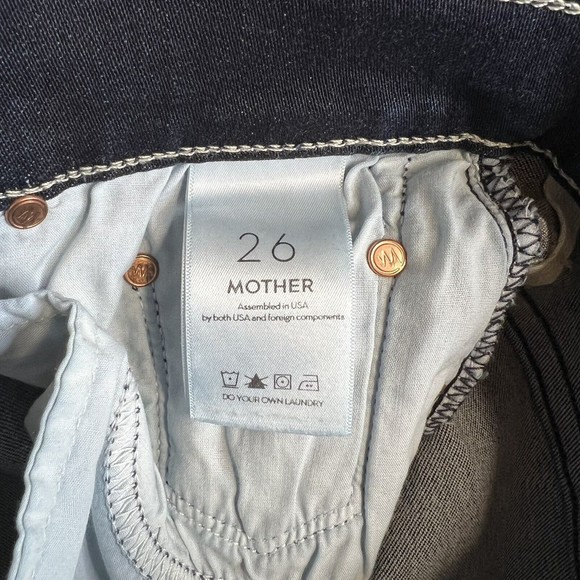 26
MOTHER
Assembled in USA
by both USA and foreign components
DO YOUR OWN LAUNDRY